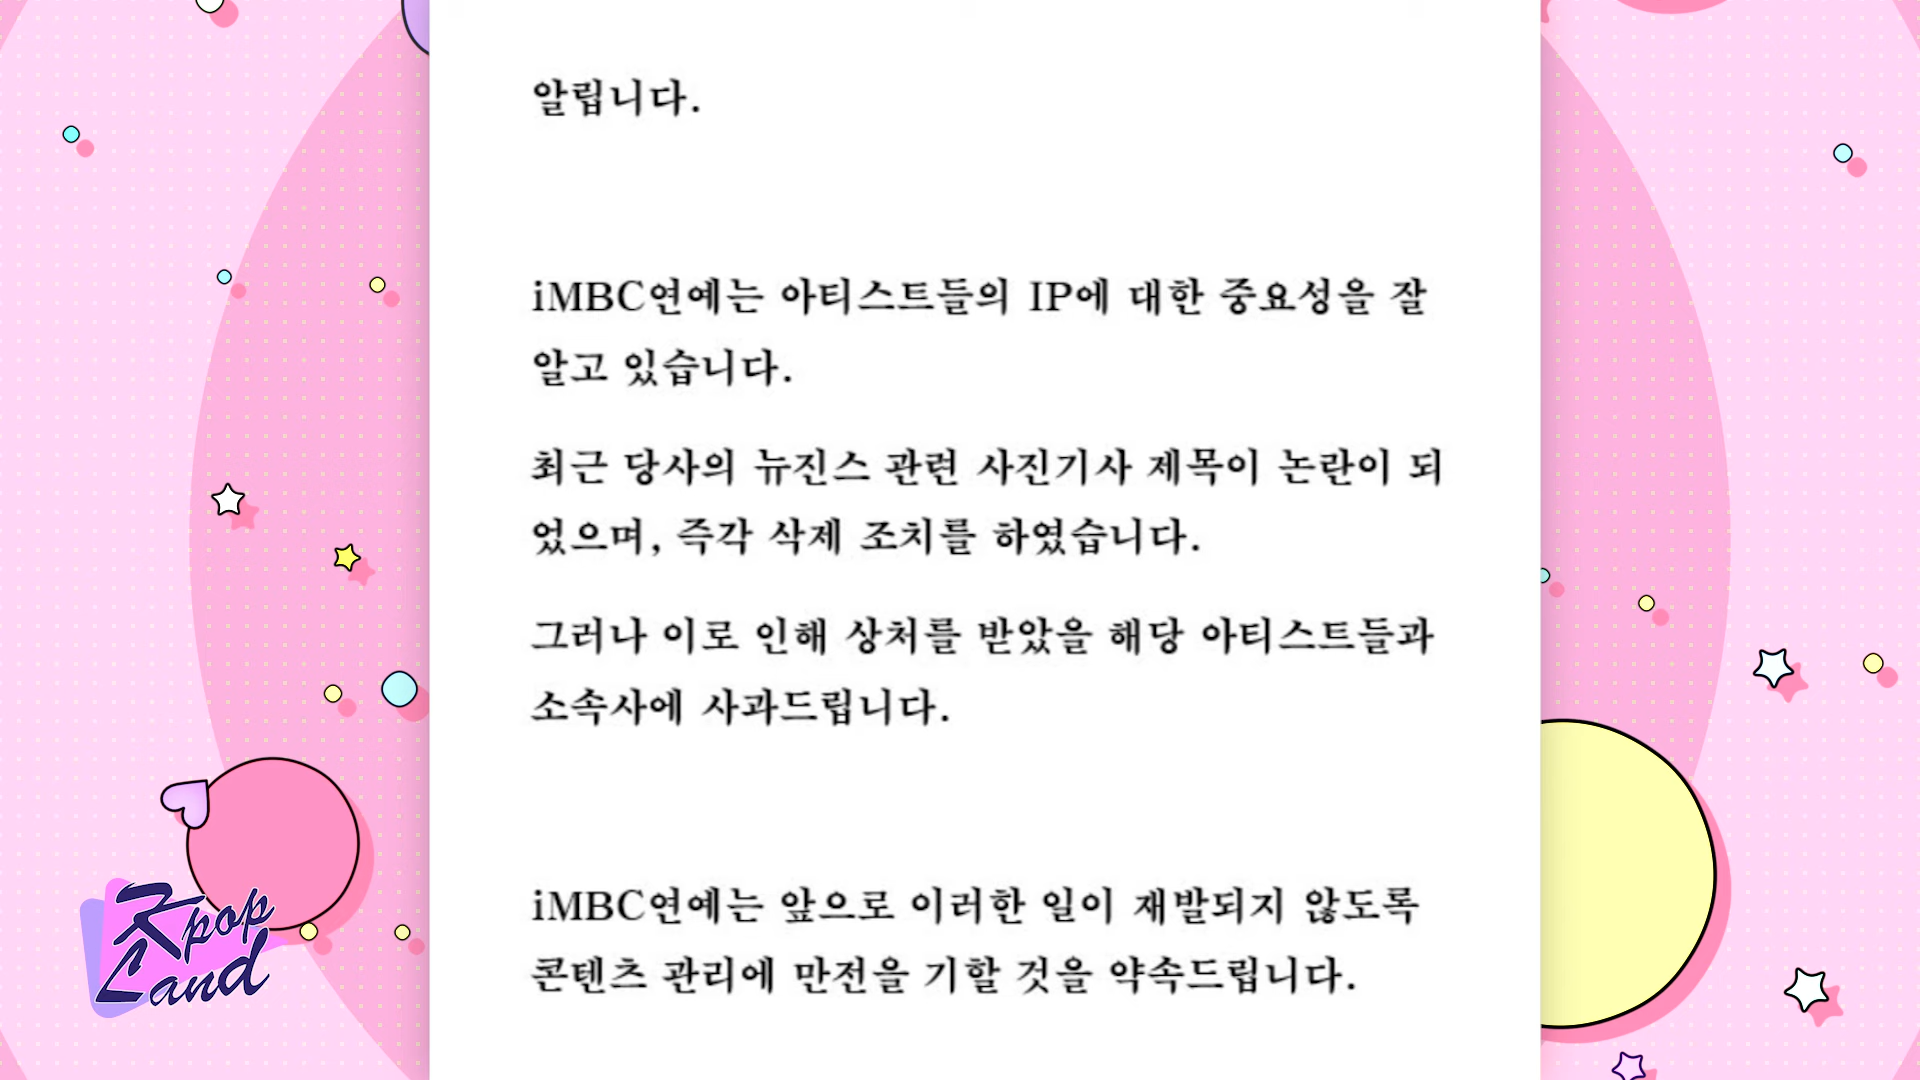 알립니다.
iMBC연예는 아티스트들의 IP에 대한 중요성을 잘
알고 있습니다.
최근 당사의 뉴진스 관련 사진기사 제목이 논란이 되
었으며, 즉각 삭제 조치를 하였습니다.
그러나 이로 인해 상처를 받았을 해당 아티스트들과
소속사에 사과드립니다.
iMBC연예는 앞으로 이러한 일이 재발되지 않도록
콘텐츠 관리에 만전을 기할 것을 약속드립니다.
Kpop
Land